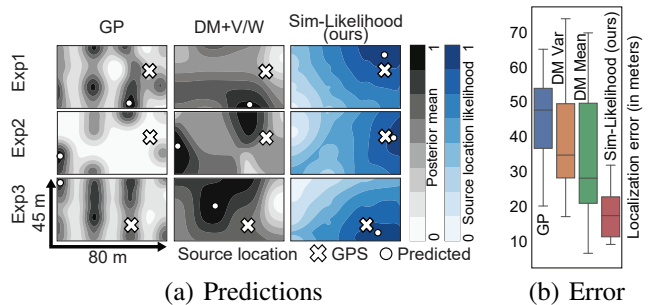 (a)
GP
DM+V/W
Sim-Likelihood
(ours)
Exp1
Exp2
Exp3
45 m
80 m
0
Posterior mean
1
0
Source location likelihood
1
Source location
GPS
Predicted
(a) Predictions
(b)
70
60
50
40
30
20
10
GP
DM Var
DM Mean
Sim-Likelihood (ours)
Localization error (in meters)
(b) Error